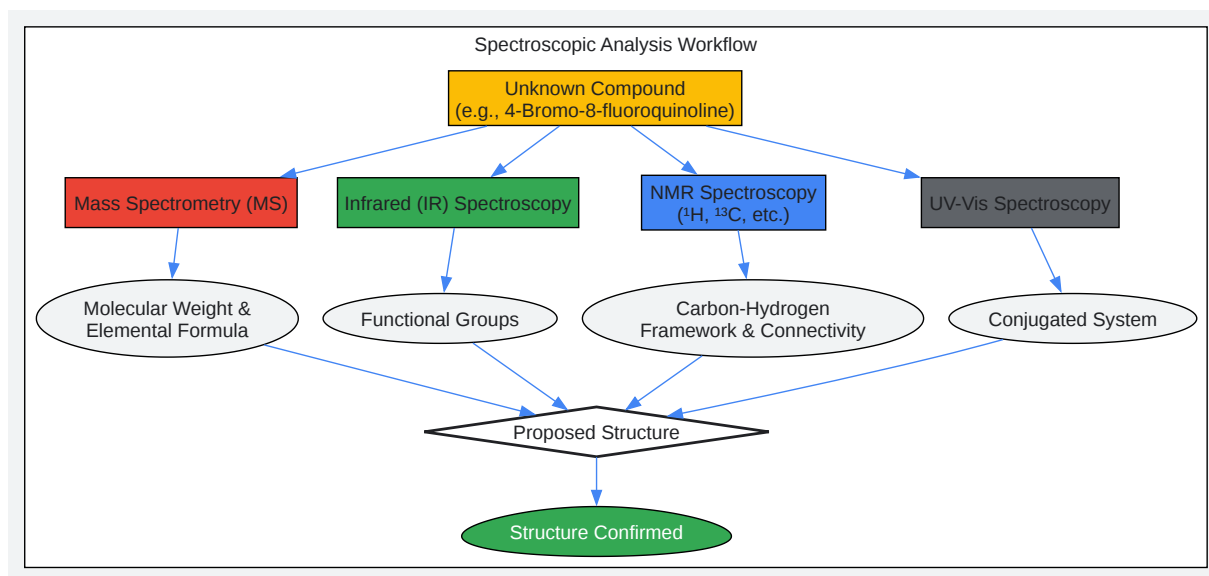 Spectroscopic Analysis Workflow
Unknown Compound
(e.g., 4-Bromo-8-fluoroquinoline)
Mass Spectrometry (MS)
Infrared (IR) Spectroscopy
NMR Spectroscopy
(¹H, ¹³C, etc.)
UV-Vis Spectroscopy
Molecular Weight &
Elemental Formula
Functional Groups
Carbon-Hydrogen
Framework & Connectivity
Conjugated System
Proposed Structure
Structure Confirmed